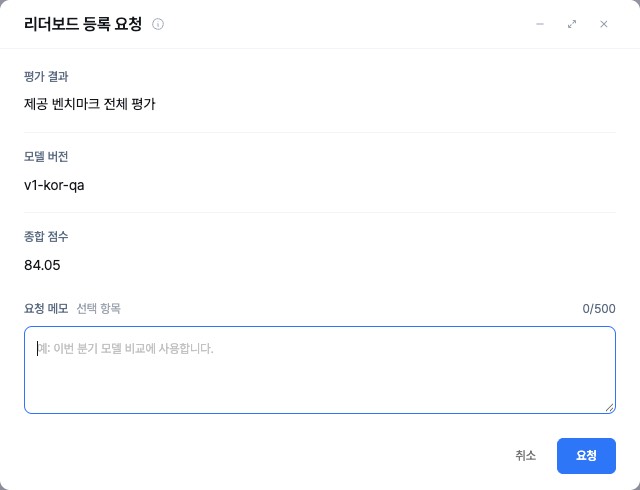 리더보드 등록 요청
평가 결과
제공 벤치마크 전체 평가
모델 버전
v1-kor-qa
종합 점수
84.05
요청 메모 선택 항목 0/500
예: 이번 분기 모델 비교에 사용합니다.
취소 요청